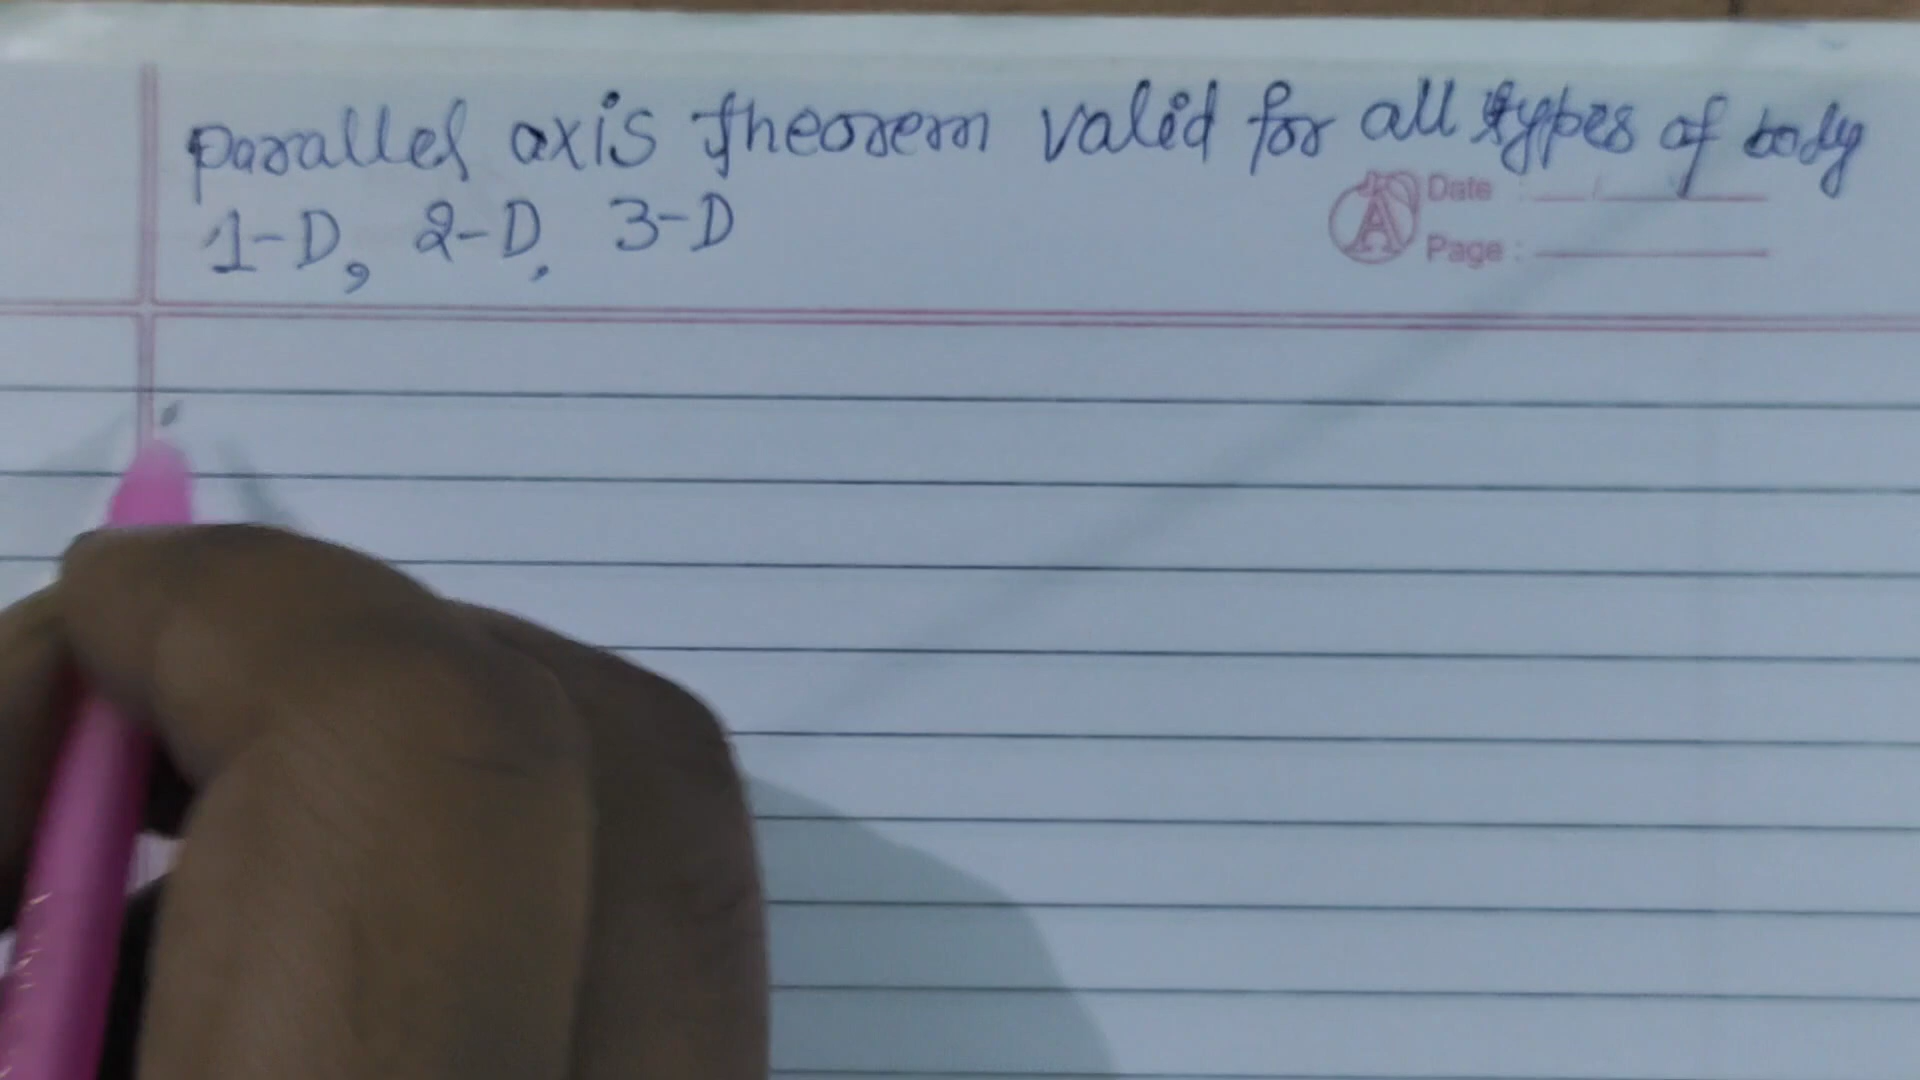 parallel axis theorem valid for all types of body
Date
1-D, 2-D, 3-D
A
Page :